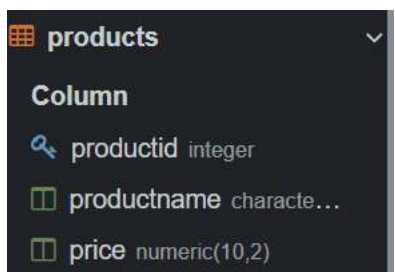 products
Column
productid integer
productname characte...
price numeric(10,2)